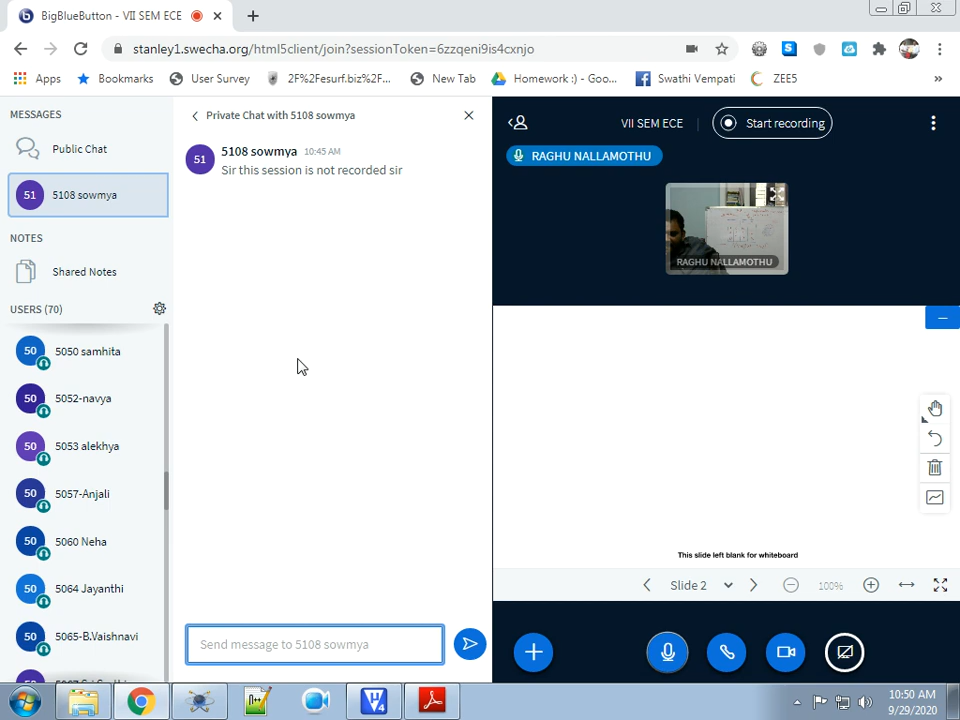 BigBlueButton - VII SEM ECE
stanley1.swecha.org/html5client/join?sessionToken=6zzqeni9is4cxnjo
Apps
Bookmarks
User Survey
2F%2Fesurf.biz%2F...
New Tab
Homework :) - Goo...
Swathi Vempati
ZEE5
»
MESSAGES
Public Chat
51
5108 sowmya
NOTES
Shared Notes
USERS (70)
50
5050 samhita
50
5052-navya
50
5053 alekhya
50
5057-Anjali
50
5060 Neha
50
5064 Jayanthi
50
5065-B.Vaishnavi
Private Chat with 5108 sowmya
51
5108 sowmya 10:45 AM
Sir this session is not recorded sir
Send message to 5108 sowmya
VII SEM ECE
Start recording
RAGHU NALLAMOTHU
RAGHU NALLAMOTHU
This slide left blank for whiteboard
Slide 2
100%
10:50 AM
9/29/2020